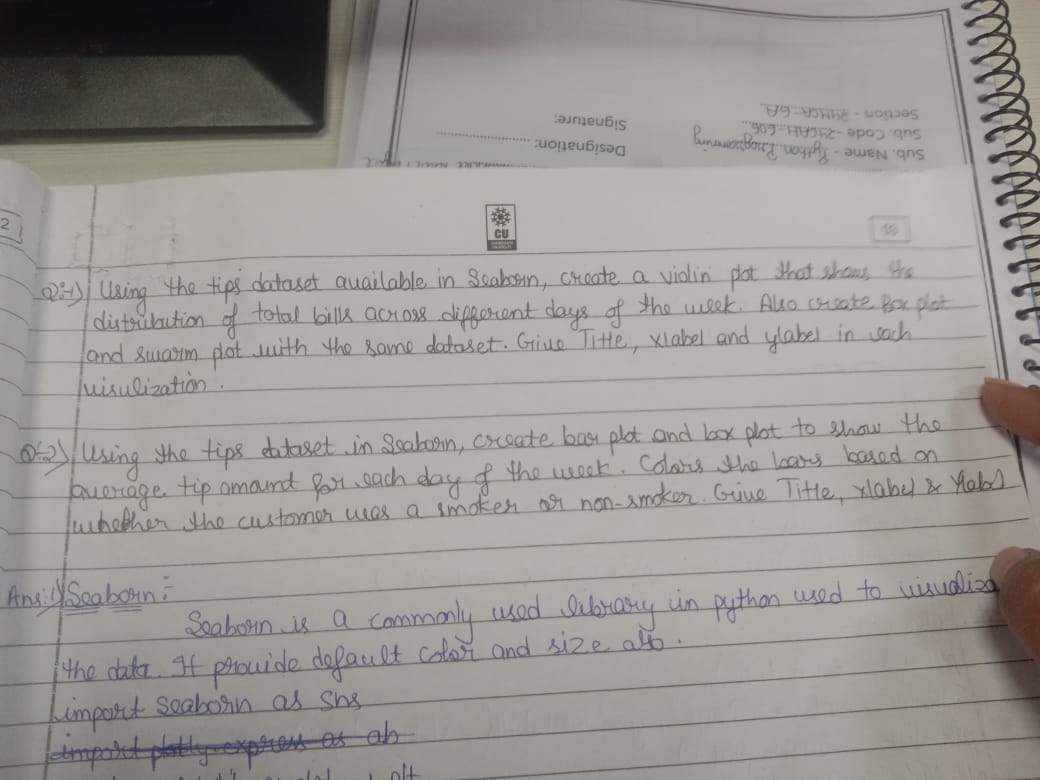 Section -
Sub. Code -
Sub. Name - Python Programming
Signature:
Designation:
2
CU
Q:-1) Using the tips dataset available in Seaborn, create a violin plot that shows the
distribution of total bills across different days of the week. Also create Box plot
and swarm plot with the same dataset. Give Title, xlabel and ylabel in each
visulization.
Q:-2) Using the tips dataset in Seaborn, create bar plot and box plot to show the
average tip amount for each day of the week. Colors the bars based on
whether the customer was a smoker or non-smoker. Give Title, xlabel & Ylabel
Ans:1) Seaborn:-
Seaborn is a commonly used library in python used to visualize
the data. It provide default color and size also.
import Seaborn as sns
import plotly express as ab
plt